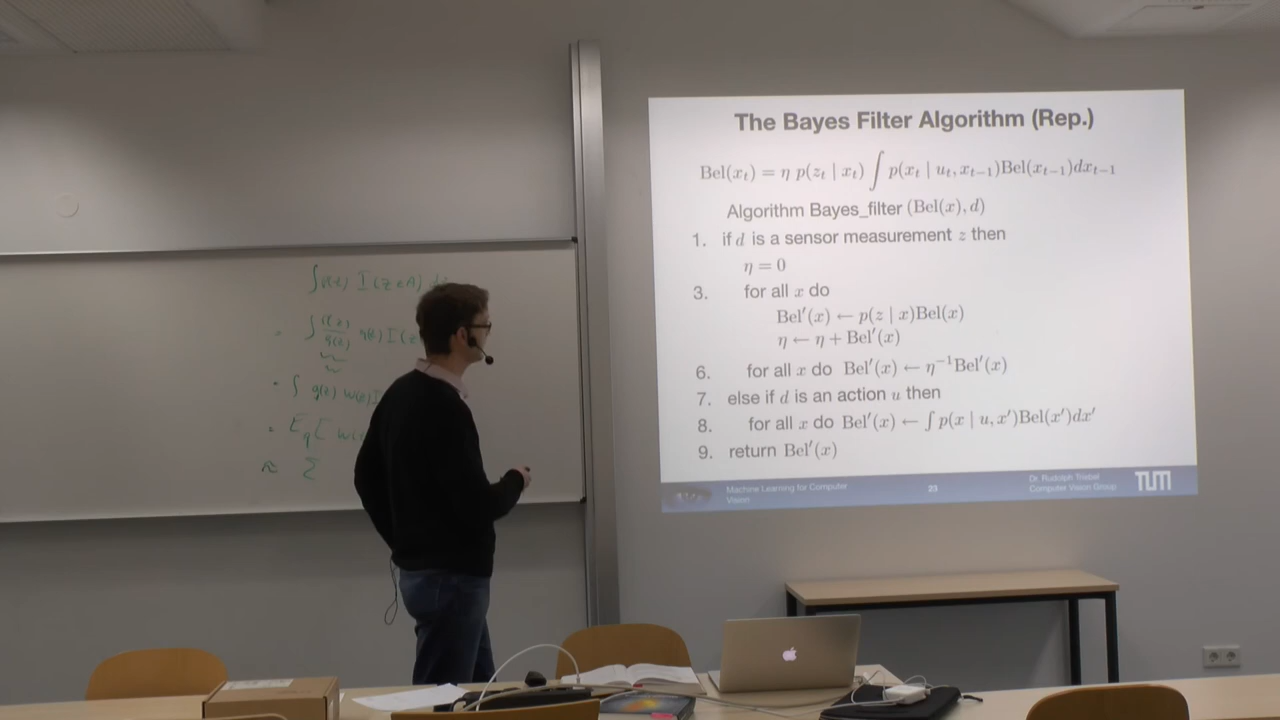 The Bayes Filter Algorithm (Rep.)
Bel(x_t) = η p(z_t | x_t) ∫ p(x_t | u_t, x_{t−1})Bel(x_{t−1})dx_{t−1}
Algorithm Bayes_filter (Bel(x), d)
1. if d is a sensor measurement z then
η = 0
3. for all x do
Bel′(x) ← p(z | x)Bel(x)
η ← η + Bel′(x)
6. for all x do Bel′(x) ← η⁻¹Bel′(x)
7. else if d is an action u then
8. for all x do Bel′(x) ← ∫ p(x | u, x′)Bel(x′)dx′
9. return Bel′(x)
Machine Learning for Computer
Vision
23
Dr. Rudolph Triebel
Computer Vision Group
TUM